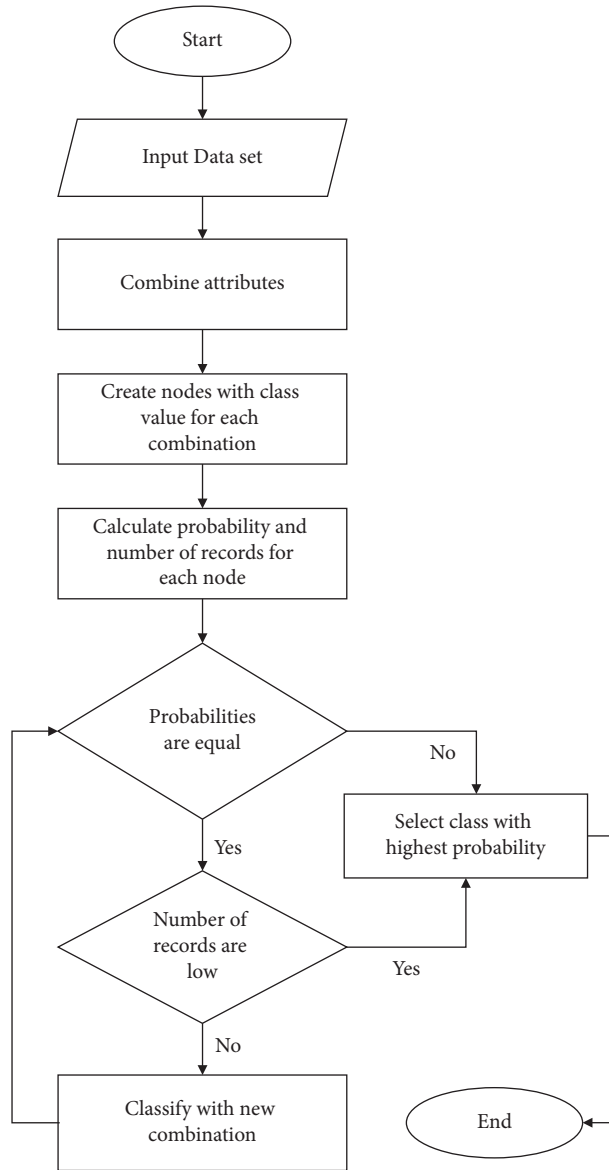 Start
Input Data set
Combine attributes
Create nodes with class
value for each
combination
Calculate probability and
number of records for
each node
Probabilities
are equal
No
Select class with
highest probability
Yes
Number of
records are
low
Yes
No
Classify with new
combination
End